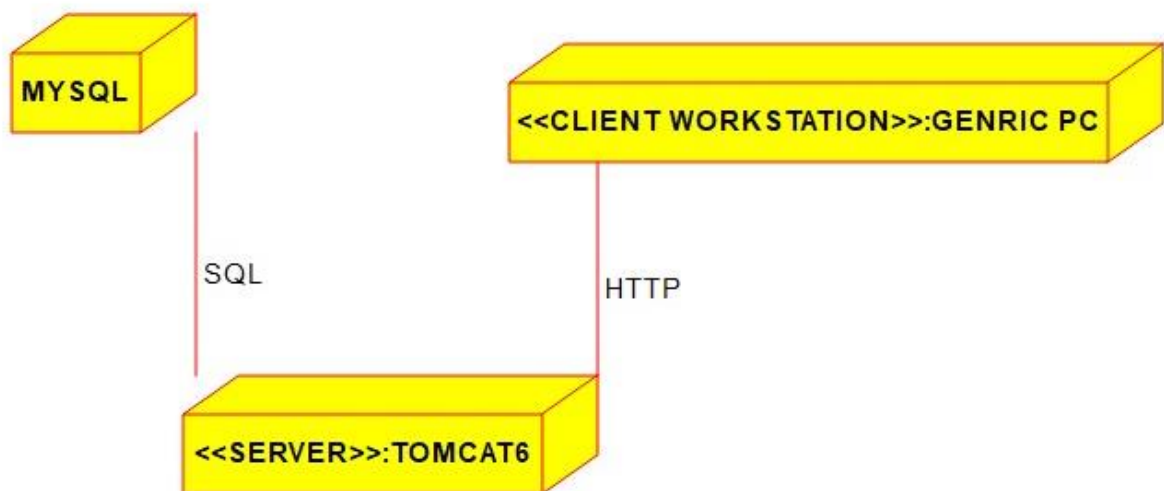 MYSQL
<<CLIENT WORKSTATION>>:GENRIC PC
SQL
HTTP
<<SERVER>>:TOMCAT6